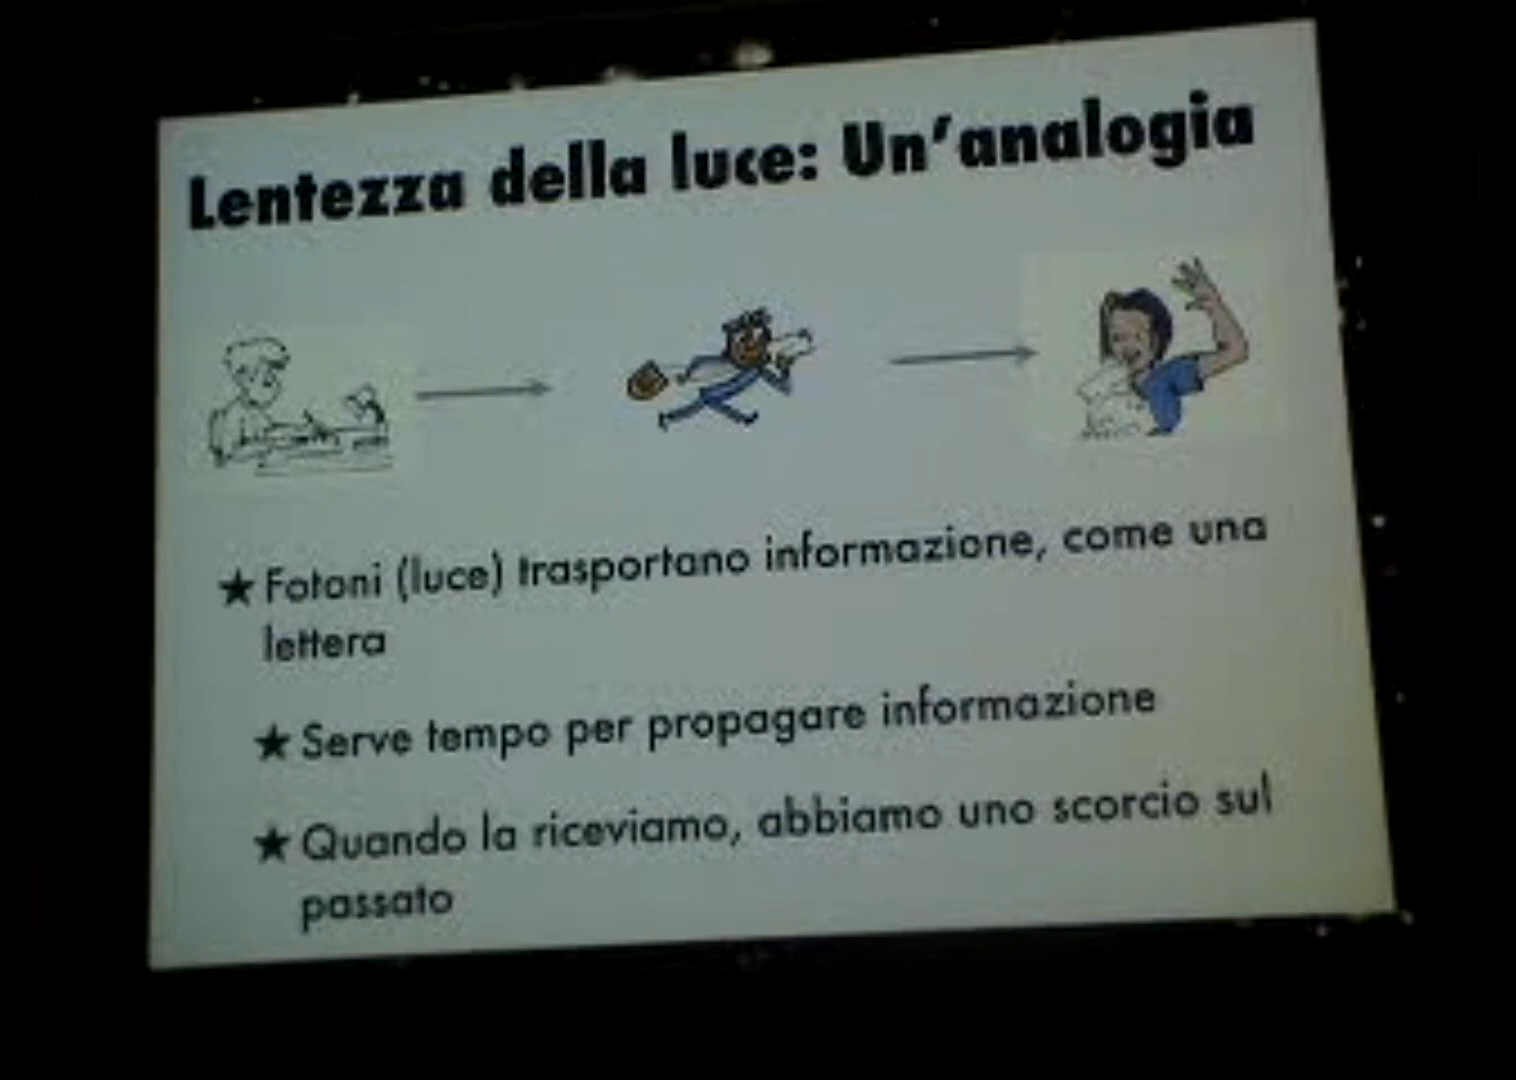 Lentezza della luce: Un'analogia
★ Fotoni (luce) trasportano informazione, come una
lettera
★ Serve tempo per propagare informazione
★ Quando la riceviamo, abbiamo uno scorcio sul
passato